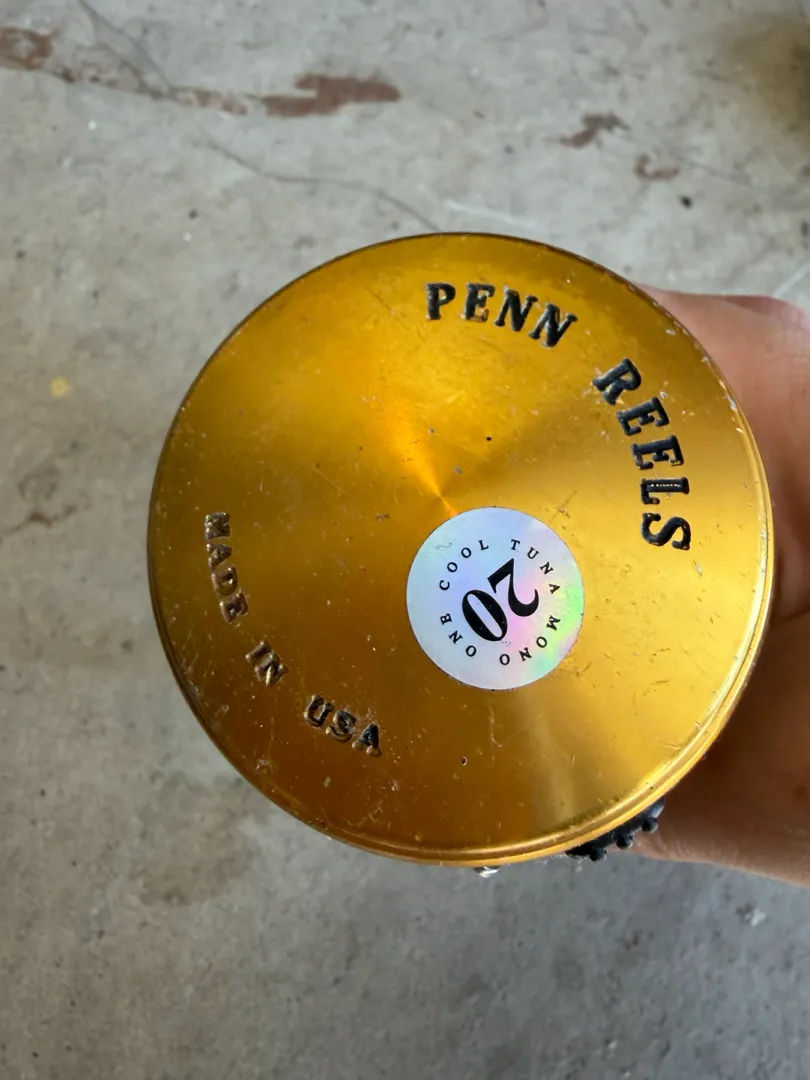 PENN REELS
MADE IN USA
ONE COOL TUNA MONO
20